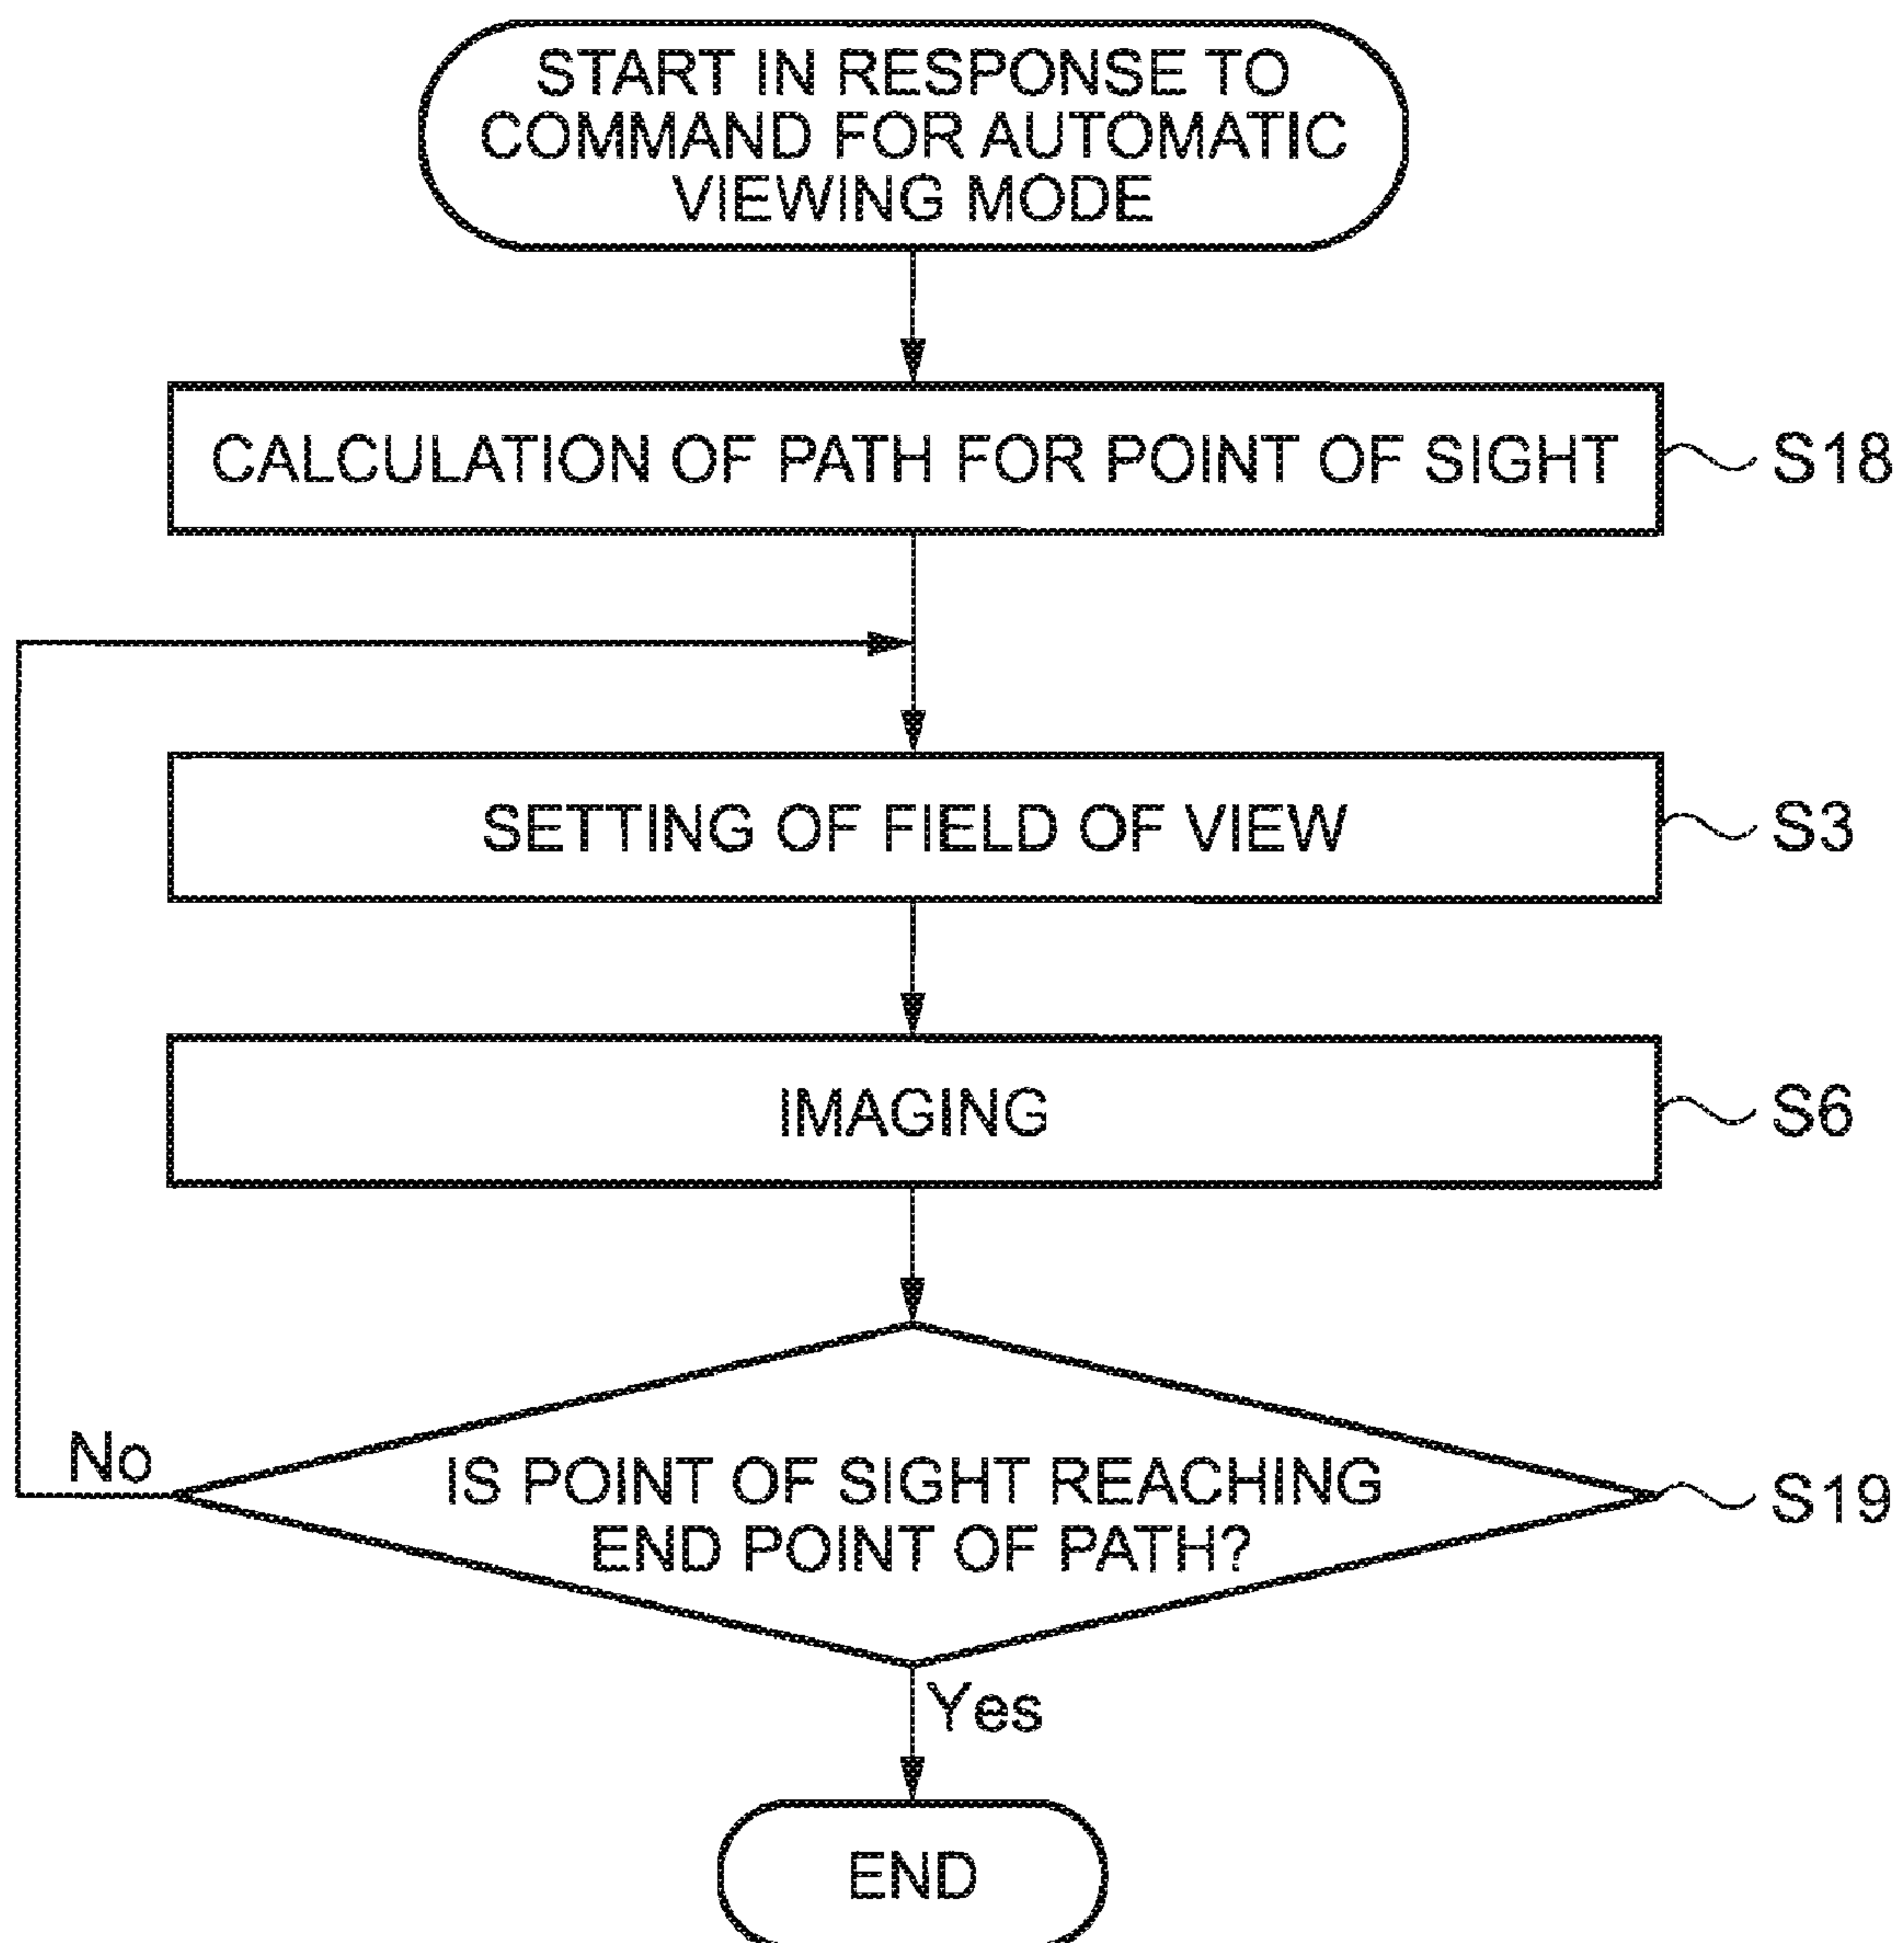 START IN RESPONSE TO
COMMAND FOR AUTOMATIC
VIEWING MODE
CALCULATION OF PATH FOR POINT OF SIGHT
S18
SETTING OF FIELD OF VIEW
S3
IMAGING
S6
No
IS POINT OF SIGHT REACHING
END POINT OF PATH?
S19
Yes
END